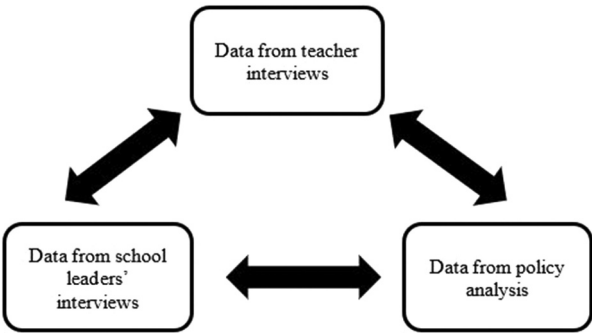 Data from teacher
interviews
Data from school
leaders’
interviews
Data from policy
analysis